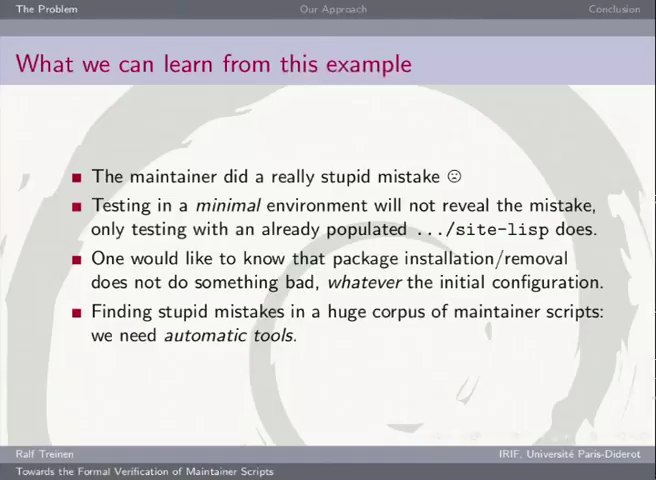 The Problem
Our Approach
Conclusion
What we can learn from this example
The maintainer did a really stupid mistake ☹
Testing in a minimal environment will not reveal the mistake,
only testing with an already populated .../site-lisp does.
One would like to know that package installation/removal
does not do something bad, whatever the initial configuration.
Finding stupid mistakes in a huge corpus of maintainer scripts:
we need automatic tools.
Ralf Treinen
IRIF, Université Paris-Diderot
Towards the Formal Verification of Maintainer Scripts